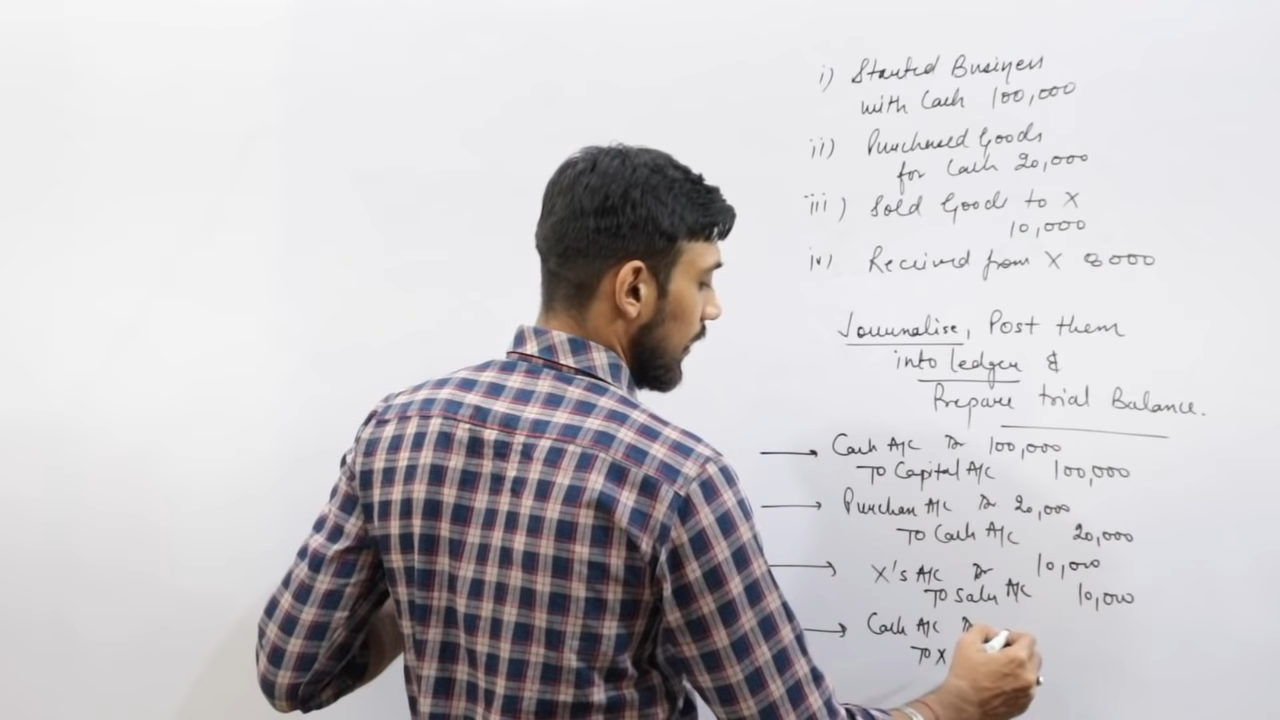 i) Started Business
with Cash 100,000
ii) Purchased Goods
for Cash 20,000
iii) Sold Goods to X
10,000
iv) Received from X 8000
Journalise, Post them
into ledger &
Prepare trial Balance.
Cash A/C Dr 100,000
To Capital A/C 100,000
Purchase A/C Dr 20,000
To Cash A/C 20,000
X's A/C Dr 10,000
To Sales A/C 10,000
Cash A/C Dr
To X